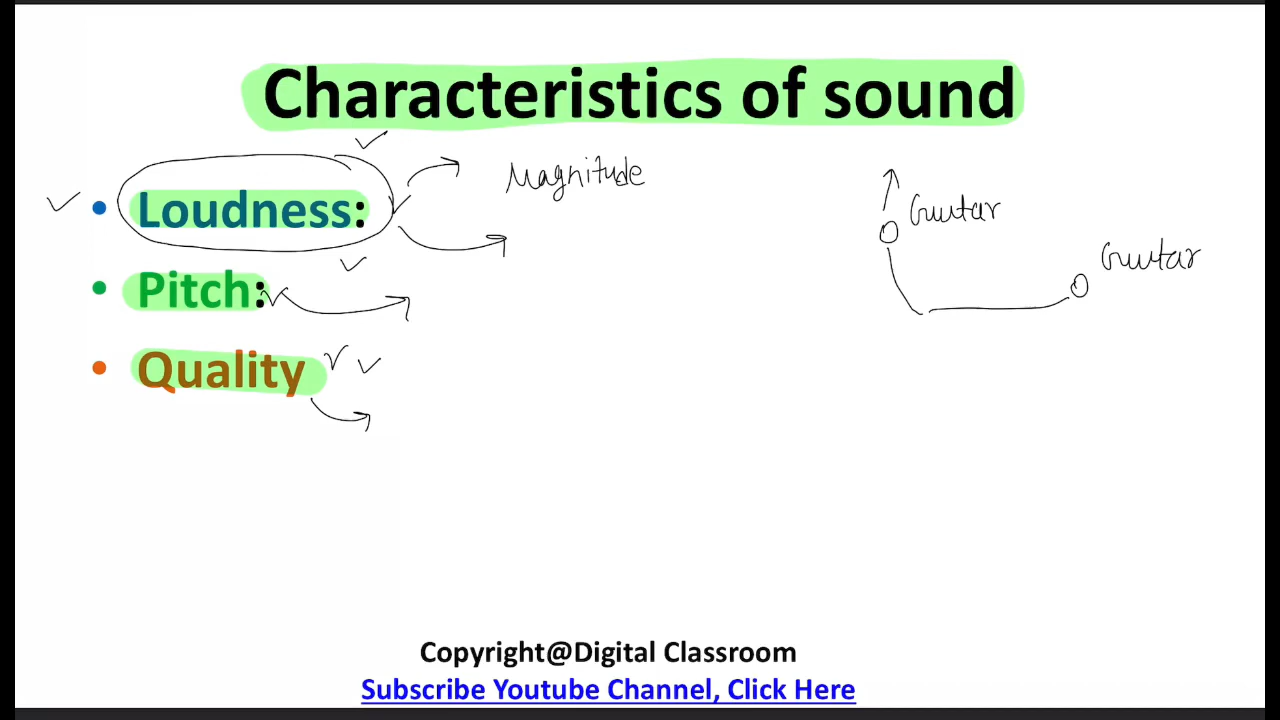 Characteristics of sound
Magnitude
• Loudness:
Guitar
Guitar
• Pitch:
• Quality
Copyright@Digital Classroom
Subscribe Youtube Channel, Click Here